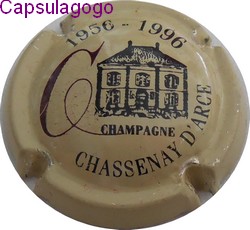 Capsulagogo
1956 - 1996
C
CHAMPAGNE
CHASSENAY D'ARCE